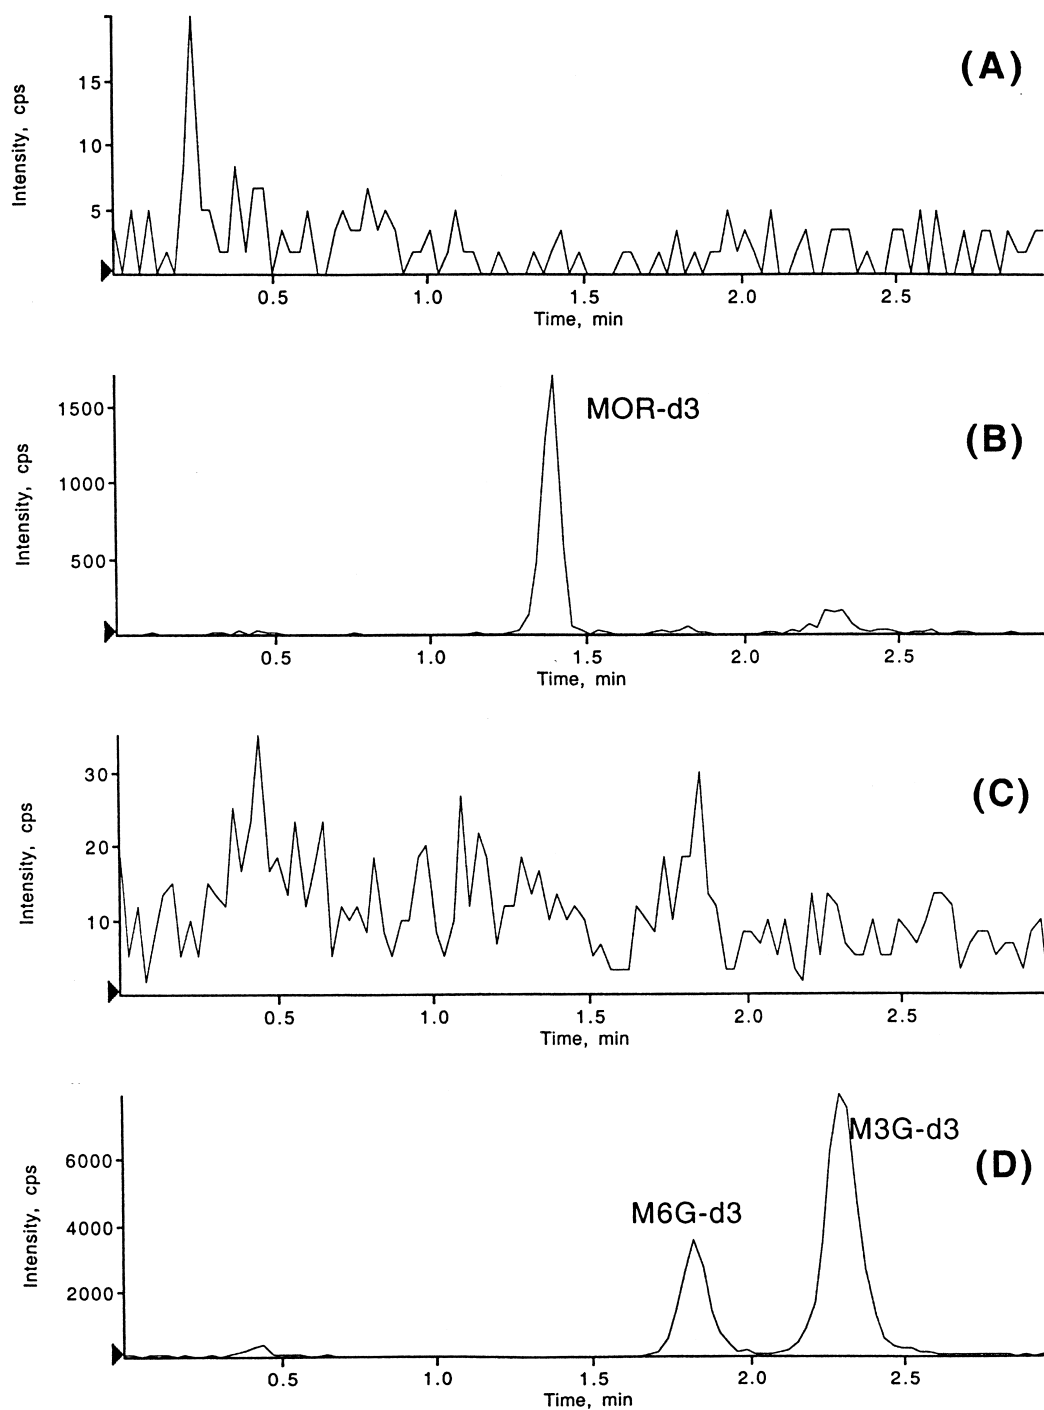 (A)
15
10
5
Intensity, cps
0.5 1.0 1.5 2.0 2.5
Time, min
MOR-d3
(B)
1500
1000
500
Intensity, cps
0.5 1.0 1.5 2.0 2.5
Time, min
(C)
30
20
10
Intensity, cps
0.5 1.0 1.5 2.0 2.5
Time, min
M3G-d3
(D)
M6G-d3
6000
4000
2000
Intensity, cps
0.5 1.0 1.5 2.0 2.5
Time, min